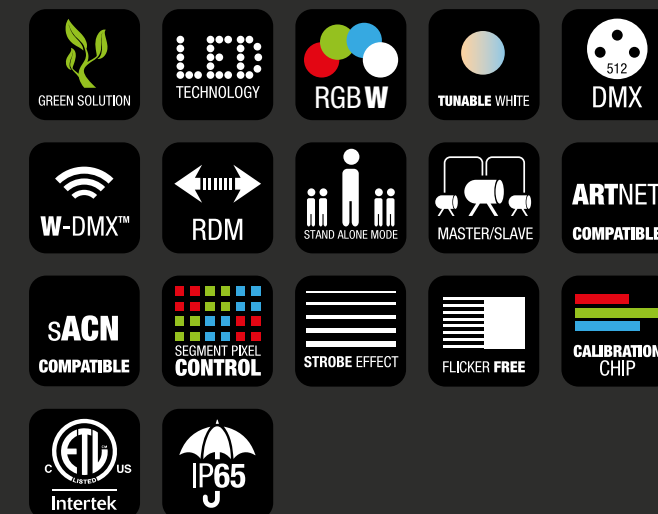 GREEN SOLUTION
LED
TECHNOLOGY
RGBW
TUNABLE WHITE
512
DMX
W-DMX™
RDM
STAND ALONE MODE
MASTER/SLAVE
ARTNET
COMPATIBLE
sACN
COMPATIBLE
SEGMENT PIXEL
CONTROL
STROBE EFFECT
FLICKER FREE
CALIBRATION
CHIP
C ETL US
LISTED
Intertek
IP65